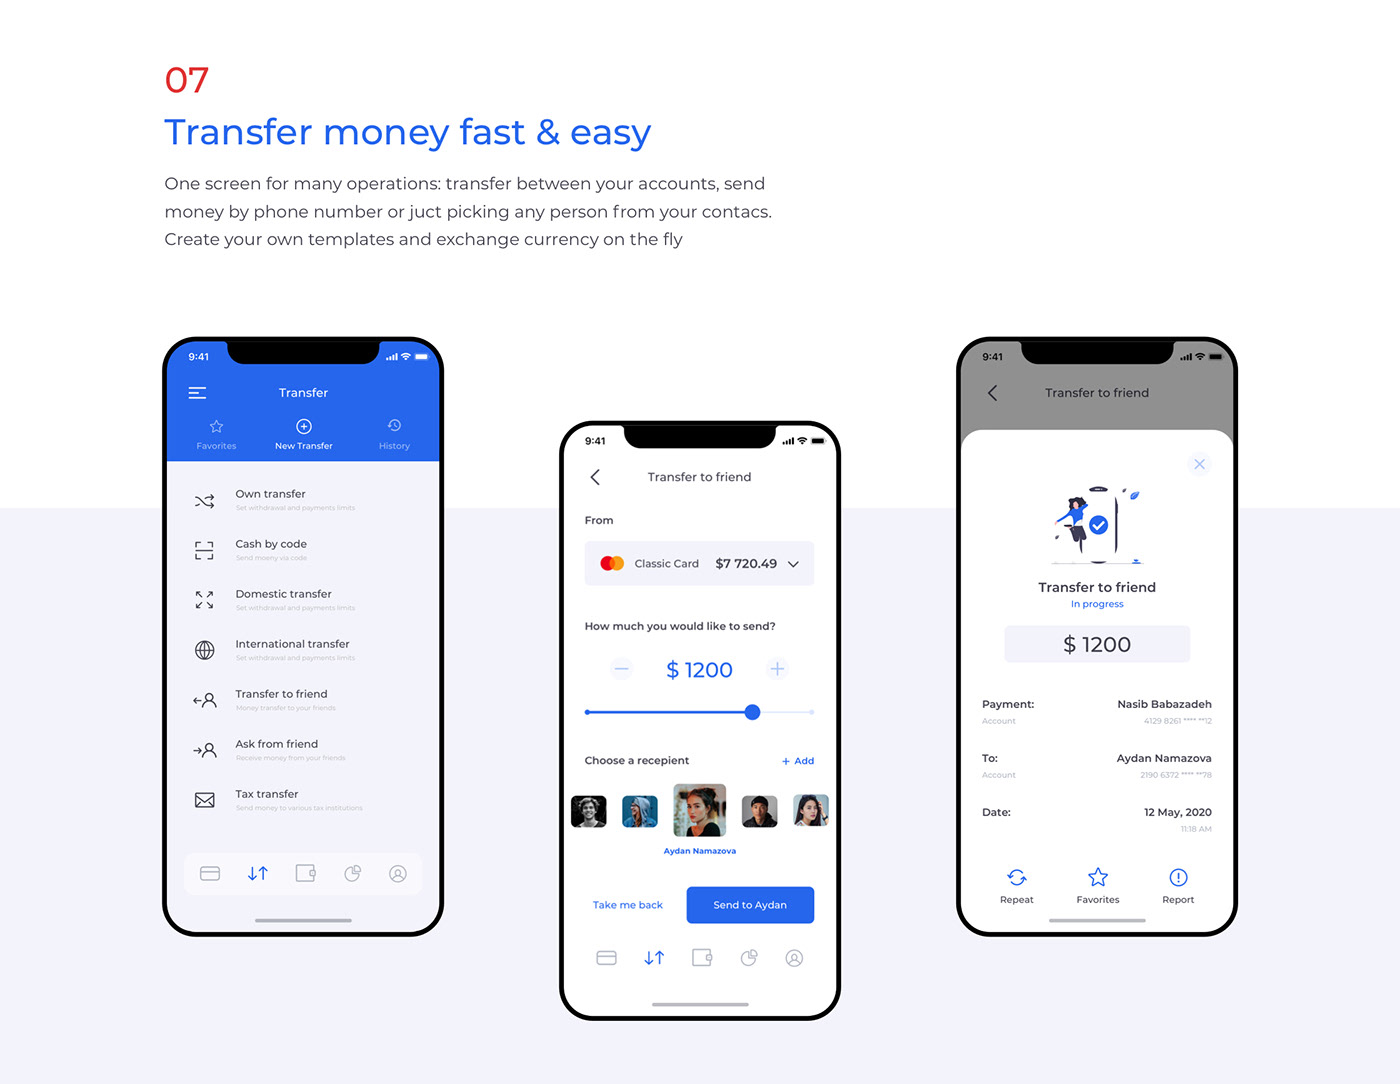 07
Transfer money fast & easy
One screen for many operations: transfer between your accounts, send
money by phone number or juct picking any person from your contacs.
Create your own templates and exchange currency on the fly
9:41
Transfer
Favorites
New Transfer
History
Own transfer
Set withdrawal and payments limits
Cash by code
Send moeny via code
Domestic transfer
Set withdrawal and payments limits
International transfer
Set withdrawal and payments limits
Transfer to friend
Money transfer to your friends
Ask from friend
Receive money from your friends
Tax transfer
Send money to various tax institutions
9:41
Transfer to friend
From
Classic Card $7 720.49
How much you would like to send?
$ 1200
Choose a recepient + Add
Aydan Namazova
Take me back
Send to Aydan
9:41
Transfer to friend
Transfer to friend
In progress
$ 1200
Payment: Nasib Babazadeh
Account 4129 8261 **** **12
To: Aydan Namazova
Account 2190 6372 **** **78
Date: 12 May, 2020
11:18 AM
Repeat
Favorites
Report